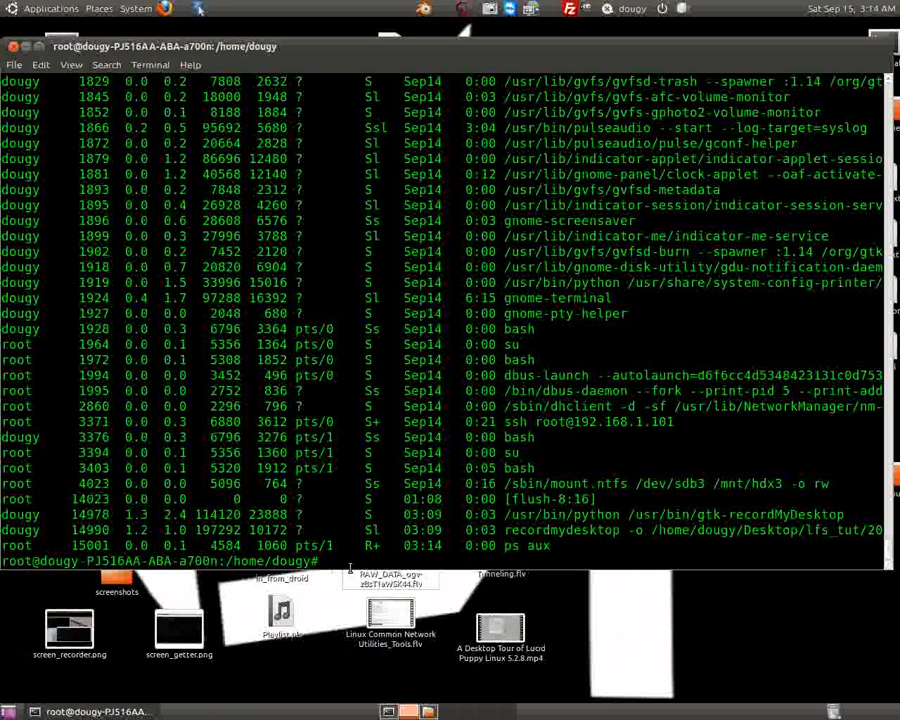 Applications Places System dougy Sat Sep 15, 3:14 AM
root@dougy-PJ516AA-ABA-a700n: /home/dougy
File Edit View Search Terminal Help
dougy 1829 0.0 0.2 7808 2632 ? S Sep14 0:00 /usr/lib/gvfs/gvfsd-trash --spawner :1.14 /org/gt
dougy 1845 0.0 0.2 18000 1948 ? Sl Sep14 0:03 /usr/lib/gvfs/gvfs-afc-volume-monitor
dougy 1852 0.0 0.1 8188 1884 ? S Sep14 0:00 /usr/lib/gvfs/gvfs-gphoto2-volume-monitor
dougy 1866 0.2 0.5 95692 5680 ? Ssl Sep14 3:04 /usr/bin/pulseaudio --start --log-target=syslog
dougy 1872 0.0 0.2 20664 2828 ? S Sep14 0:00 /usr/lib/pulseaudio/pulse/gconf-helper
dougy 1879 0.0 1.2 86696 12480 ? Sl Sep14 0:03 /usr/lib/indicator-applet/indicator-applet-sessio
dougy 1881 0.0 1.2 40568 12140 ? Sl Sep14 0:12 /usr/lib/gnome-panel/clock-applet --oaf-activate-
dougy 1893 0.0 0.2 7848 2312 ? S Sep14 0:00 /usr/lib/gvfs/gvfsd-metadata
dougy 1895 0.0 0.4 26928 4260 ? Sl Sep14 0:00 /usr/lib/indicator-session/indicator-session-serv
dougy 1896 0.0 0.6 28608 6576 ? Ss Sep14 0:03 gnome-screensaver
dougy 1899 0.0 0.3 27996 3788 ? Sl Sep14 0:00 /usr/lib/indicator-me/indicator-me-service
dougy 1902 0.0 0.2 7452 2120 ? S Sep14 0:00 /usr/lib/gvfs/gvfsd-burn --spawner :1.14 /org/gtk
dougy 1918 0.0 0.7 20820 6904 ? S Sep14 0:00 /usr/lib/gnome-disk-utility/gdu-notification-daem
dougy 1919 0.0 1.5 33996 15016 ? S Sep14 0:00 /usr/bin/python /usr/share/system-config-printer/
dougy 1924 0.4 1.7 97288 16392 ? Sl Sep14 6:15 gnome-terminal
dougy 1927 0.0 0.0 2048 680 ? S Sep14 0:00 gnome-pty-helper
dougy 1928 0.0 0.3 6796 3364 pts/0 Ss Sep14 0:00 bash
root 1964 0.0 0.1 5356 1364 pts/0 S Sep14 0:00 su
root 1972 0.0 0.1 5308 1852 pts/0 S Sep14 0:00 bash
root 1994 0.0 0.0 3452 496 pts/0 S Sep14 0:00 dbus-launch --autolaunch=d6f6cc4d5348423131c0d753
root 1995 0.0 0.0 2752 836 ? Ss Sep14 0:00 /bin/dbus-daemon --fork --print-pid 5 --print-add
root 2860 0.0 0.0 2296 796 ? S Sep14 0:00 /sbin/dhclient -d -sf /usr/lib/NetworkManager/nm-
root 3371 0.0 0.3 6880 3612 pts/0 S+ Sep14 0:21 ssh root@192.168.1.101
dougy 3376 0.0 0.3 6796 3276 pts/1 Ss Sep14 0:00 bash
root 3394 0.0 0.1 5356 1360 pts/1 S Sep14 0:00 su
root 3403 0.0 0.1 5320 1912 pts/1 S Sep14 0:05 bash
root 4023 0.0 0.0 5096 764 ? Ss Sep14 0:16 /sbin/mount.ntfs /dev/sdb3 /mnt/hdx3 -o rw
root 14023 0.0 0.0 0 0 ? S 01:08 0:00 [flush-8:16]
dougy 14978 1.3 2.4 114120 23888 ? S 03:09 0:03 /usr/bin/python /usr/bin/gtk-recordMyDesktop
dougy 14990 1.2 1.0 197292 10172 ? Sl 03:09 0:03 recordmydesktop -o /home/dougy/Desktop/lfs_tut/20
root 15001 0.0 0.1 4584 1060 pts/1 R+ 03:14 0:00 ps aux
root@dougy-PJ516AA-ABA-a700n:/home/dougy#
screenshots
in_from_droid
RAW_DATA_ogv-
Tunneling.flv
screen_recorder.png
screen_getter.png
Linux Common Network
Utilities_Tools.flv
A Desktop Tour of Lucid
Puppy Linux 5.2.8.mp4
root@dougy-PJ516AA...